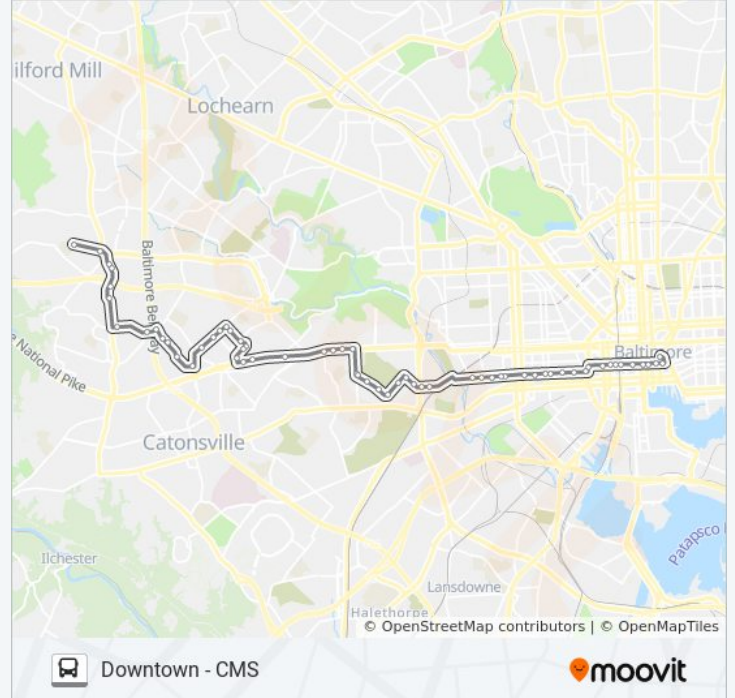 ilford Mill
Lochearn
Baltimore Beltway
e National Pike
Baltimore
Catonsville
Patapsco
Ilchester
Lansdowne
Halethorpe
© OpenStreetMap contributors | © OpenMapTiles
Downtown - CMS
moovit